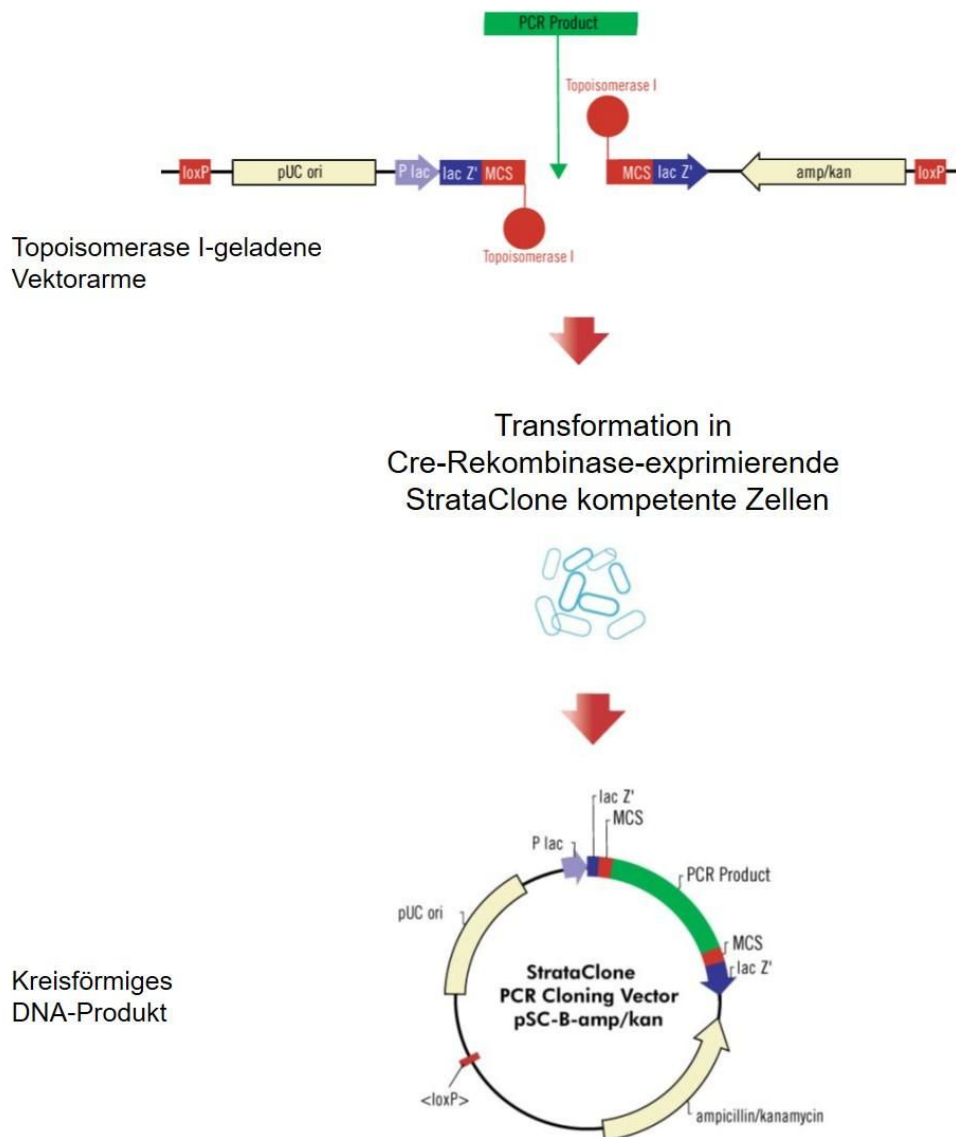 PCR Product
Topoisomerase I
loxP
pUC ori
P lac
lac Z'
MCS
MCS
lac Z'
amp/kan
loxP
Topoisomerase I
Topoisomerase I-geladene
Vektorarme
Transformation in
Cre-Rekombinase-exprimierende
StrataClone kompetente Zellen
lac Z'
MCS
P lac
PCR Product
pUC ori
MCS
lac Z'
StrataClone
PCR Cloning Vector
pSC-B-amp/kan
Kreisförmiges
DNA-Produkt
<loxP>
ampicillin/kanamycin